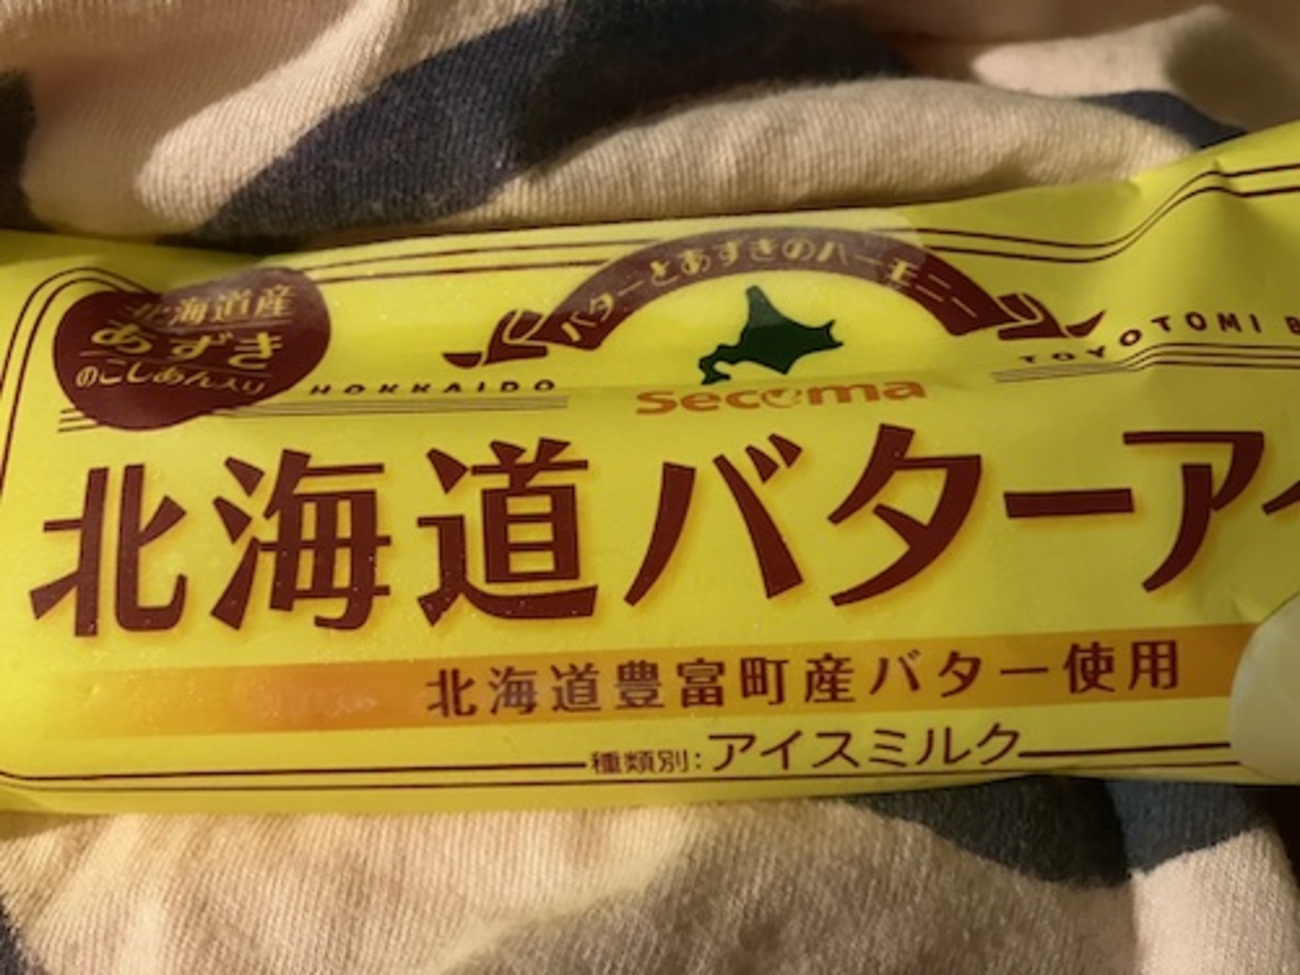 北海道産
あずき
のこしあん入り
バターとあずきのハーモニー
HOKKAIDO
Secoma
TOYOTOMI B
北海道バターア
北海道豊富町産バター使用
種類別:アイスミルク